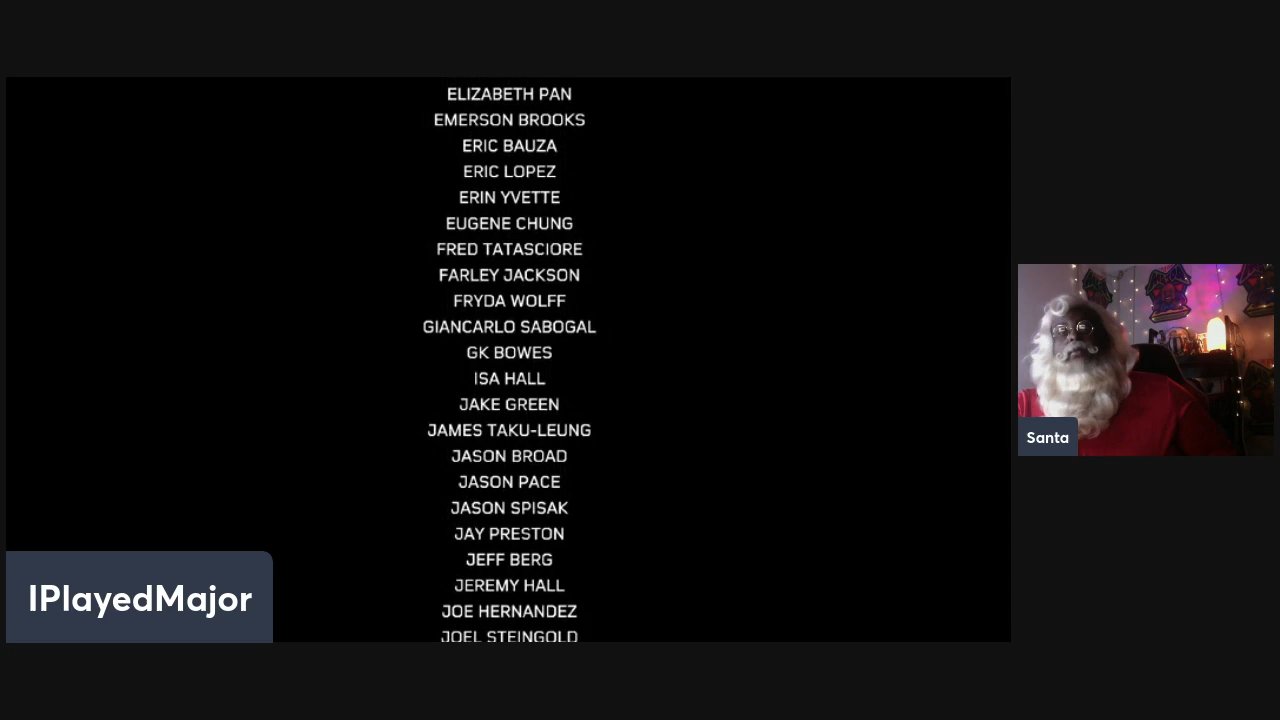 ELIZABETH PAN
EMERSON BROOKS
ERIC BAUZA
ERIC LOPEZ
ERIN YVETTE
EUGENE CHUNG
FRED TATASCIORE
FARLEY JACKSON
FRYDA WOLFF
GIANCARLO SABOGAL
GK BOWES
ISA HALL
JAKE GREEN
JAMES TAKU-LEUNG
JASON BROAD
JASON PACE
JASON SPISAK
JAY PRESTON
JEFF BERG
JEREMY HALL
JOE HERNANDEZ
JOEL STEINGOLD
IPlayedMajor
Santa